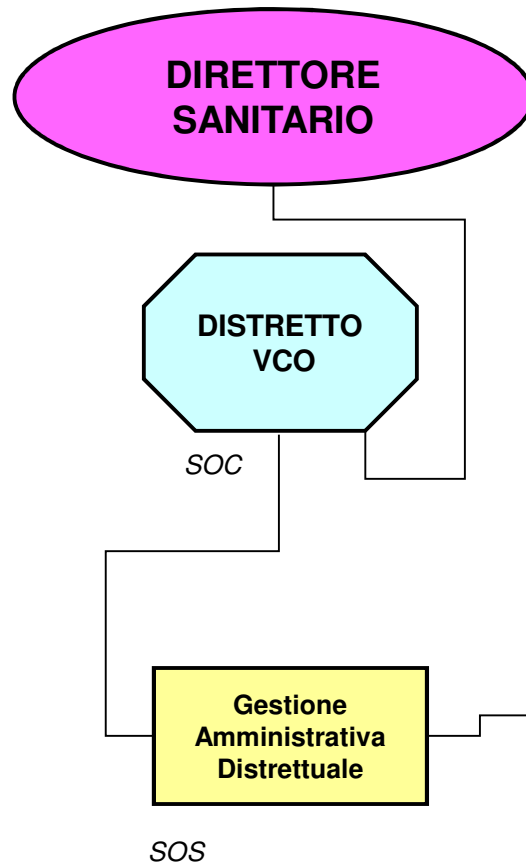 DIRETTORE
SANITARIO
DISTRETTO
VCO
SOC
Gestione
Amministrativa
Distrettuale
SOS